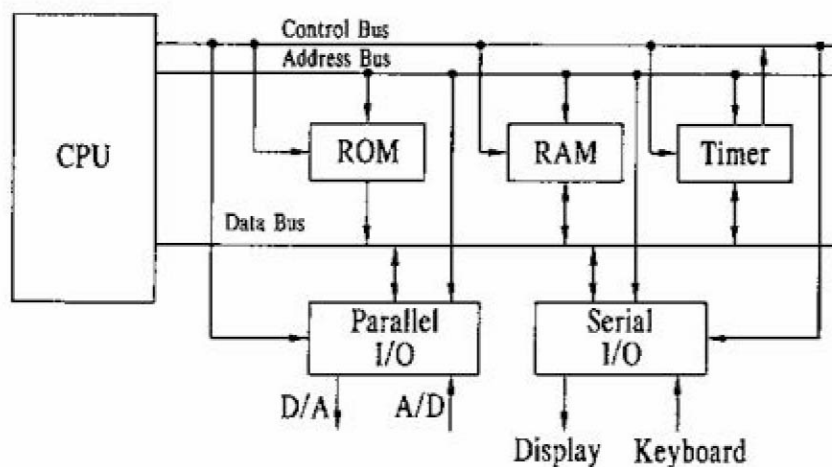 Control Bus
Address Bus
CPU
ROM
RAM
Timer
Data Bus
Parallel
I/O
Serial
I/O
D/A
A/D
Display
Keyboard